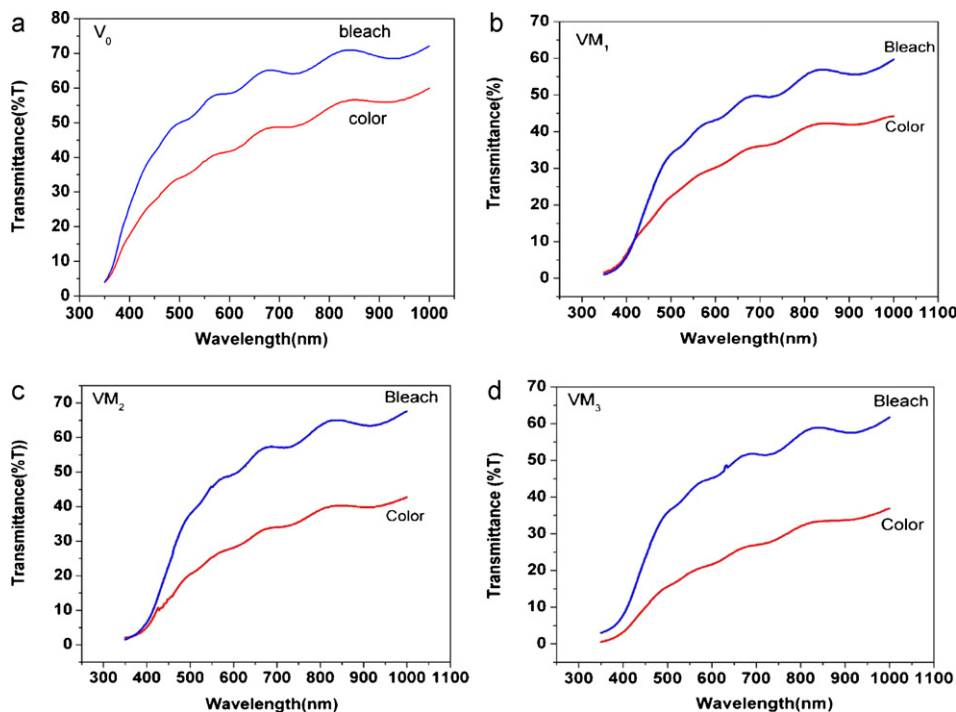 a
V0
bleach
color
Transmittance(%T)
80
70
60
50
40
30
20
10
0
300 400 500 600 700 800 900 1000
Wavelength(nm)
b
VM1
Bleach
Color
Transmittance(%)
70
60
50
40
30
20
10
0
300 400 500 600 700 800 900 1000 1100
Wavelength(nm)
c
VM2
Bleach
Color
Transmittance(%T))
70
60
50
40
30
20
10
0
300 400 500 600 700 800 900 1000 1100
Wavelength(nm)
d
VM3
Bleach
Color
Transmittance (%T)
70
60
50
40
30
20
10
0
300 400 500 600 700 800 900 1000 1100
Wavelength(nm)